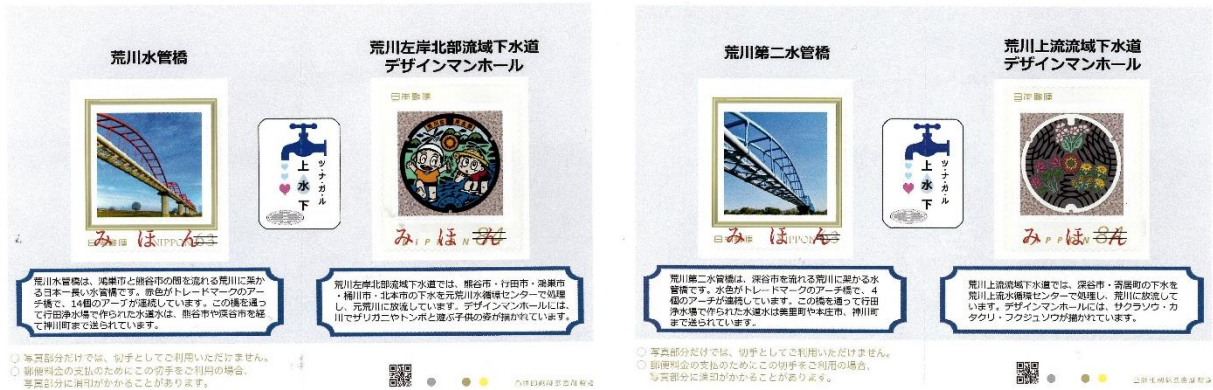 荒川水管橋
荒川左岸北部流域下水道
デザインマンホール
日本郵便
ツ・ナ・ガ・ル
上水下
みほん
NIPPON 63
みほん
84
荒川水管橋は、鴻巣市と熊谷市の間を流れる荒川に架か
る日本一長い水管橋です。赤色がトレードマークのアー
チ橋で、14個のアーチが連続しています。この橋を通っ
て行田浄水場で作られた水道水は、熊谷市や深谷市を経
て神川町まで送られています。
荒川左岸北部流域下水道では、熊谷市・行田市・鴻巣市
・桶川市・北本市の下水を元荒川水循環センターで処理
し、元荒川に放流しています。デザインマンホールには、
川でザリガニやトンボと遊ぶ子供の姿が描かれています。
○ 写真部分だけでは、切手としてご利用いただけません。
○ 郵便料金の支払のためにこの切手をご利用の場合、
写真部分に消印がかかることがあります。
荒川第二水管橋
荒川上流流域下水道
デザインマンホール
日本郵便
ツ・ナ・ガ・ル
上水下
みほん
NIPPON 63
みほん
84
荒川第二水管橋は、深谷市を流れる荒川に架かる水
管橋です。水色がトレードマークのアーチ橋で、4
個のアーチが連続しています。この橋を通って行田
浄水場で作られた水道水は美里町や本庄市、神川町
まで送られています。
荒川上流流域下水道では、深谷市・寄居町の下水を
荒川上流水循環センターで処理し、荒川に放流して
います。デザインマンホールには、サクラソウ・カ
タクリ・フクジュソウが描かれています。
○ 写真部分だけでは、切手としてご利用いただけません。
○ 郵便料金の支払のためにこの切手をご利用の場合、
写真部分に消印がかかることがあります。